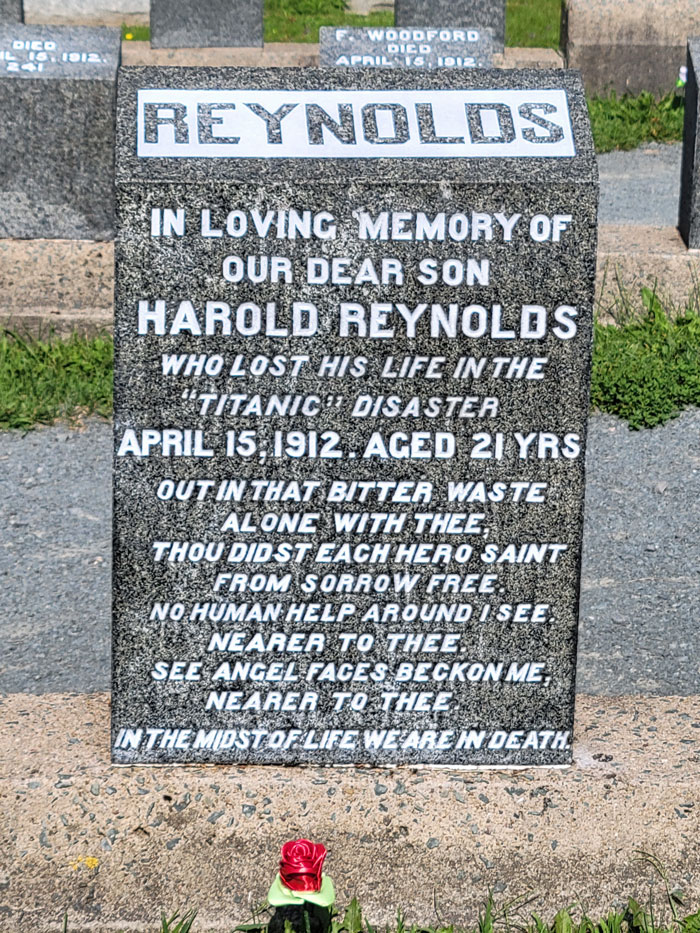 DIED
APRIL 15, 1912
241
F. WOODFORD
DIED
APRIL 15, 1912
REYNOLDS
IN LOVING MEMORY OF
OUR DEAR SON
HAROLD REYNOLDS
WHO LOST HIS LIFE IN THE
"TITANIC" DISASTER
APRIL 15, 1912. AGED 21 YRS
OUT IN THAT BITTER WASTE
ALONE WITH THEE,
THOU DIDST EACH HERO SAINT
FROM SORROW FREE.
NO HUMAN HELP AROUND I SEE,
NEARER TO THEE.
SEE ANGEL FACES BECKON ME,
NEARER TO THEE.
IN THE MIDST OF LIFE WE ARE IN DEATH.